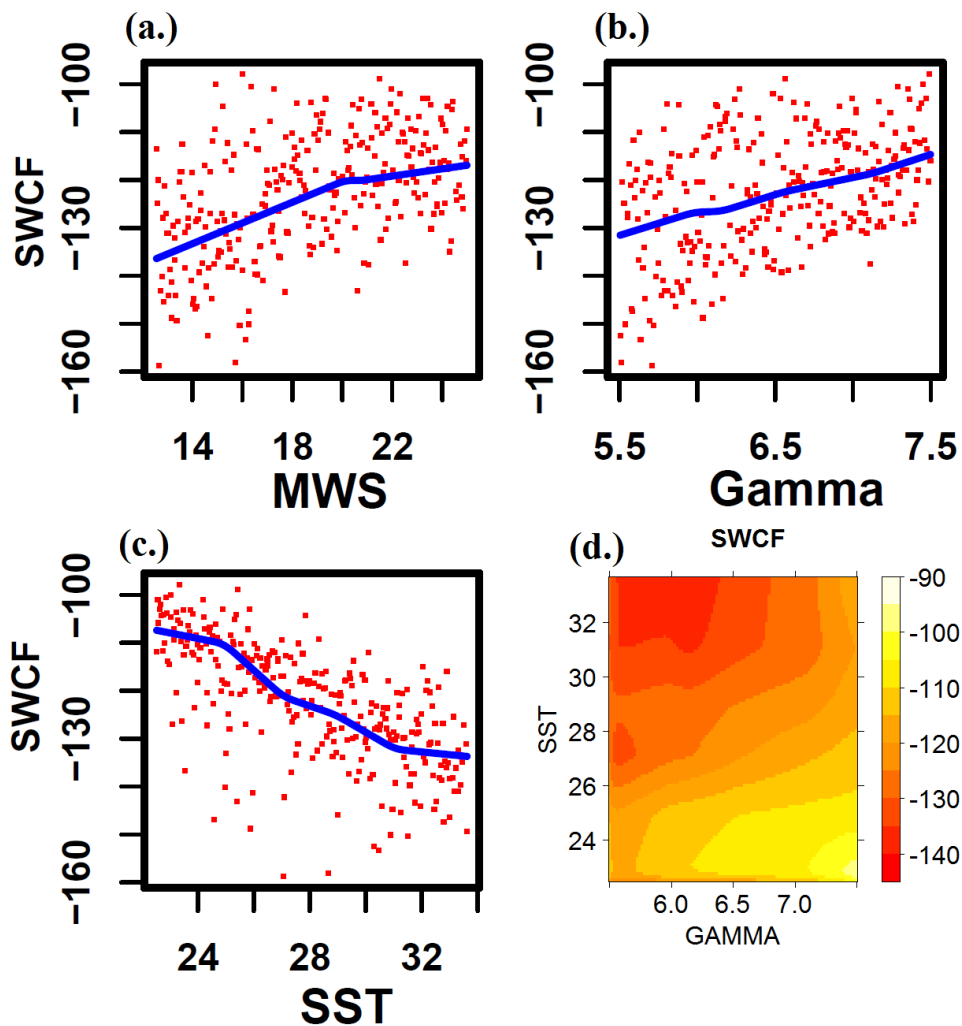 (a.)
SWCF
−100
−130
−160
14 18 22
MWS
(b.)
−100
−130
−160
5.5 6.5 7.5
Gamma
(c.)
SWCF
−100
−130
−160
24 28 32
SST
(d.)
SWCF
SST
32
30
28
26
24
6.0 6.5 7.0
GAMMA
-90
-100
-110
-120
-130
-140